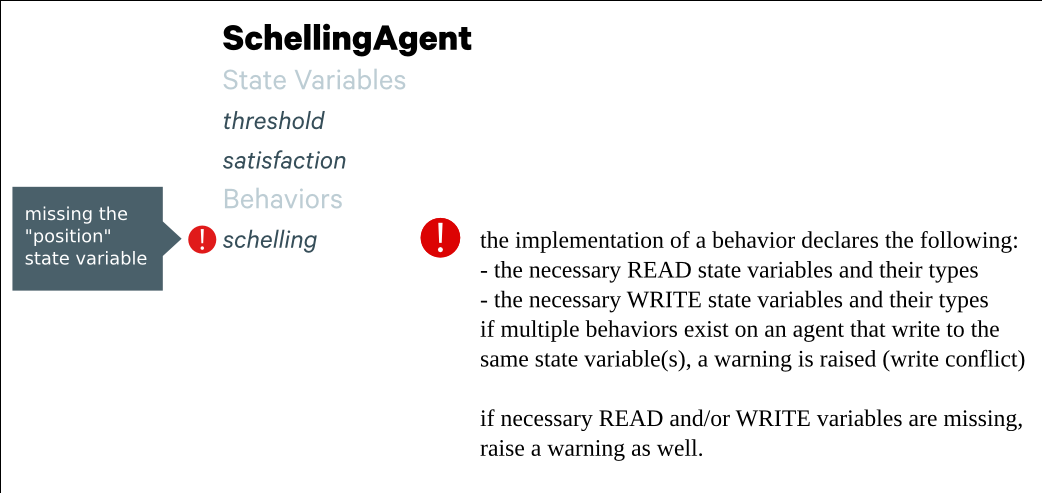 SchellingAgent
State Variables
threshold
satisfaction
Behaviors
missing the
"position"
state variable
! schelling
! the implementation of a behavior declares the following:
- the necessary READ state variables and their types
- the necessary WRITE state variables and their types
if multiple behaviors exist on an agent that write to the
same state variable(s), a warning is raised (write conflict)
if necessary READ and/or WRITE variables are missing,
raise a warning as well.